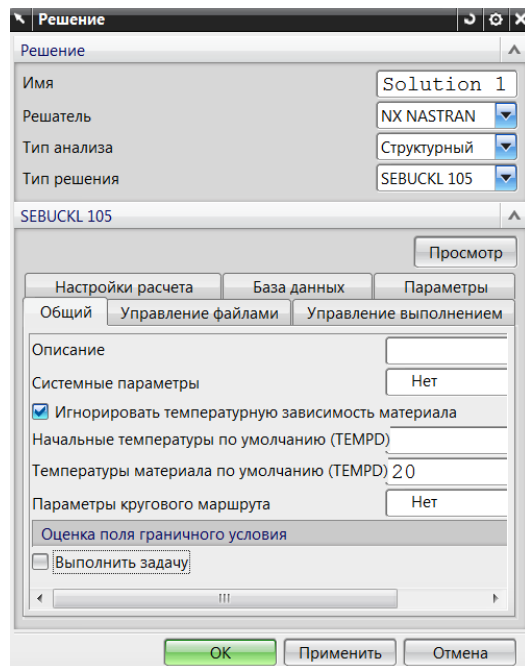 Решение
Решение
Имя Solution 1
Решатель NX NASTRAN
Тип анализа Структурный
Тип решения SEBUCKL 105
SEBUCKL 105
Просмотр
Настройки расчета База данных Параметры
Общий Управление файлами Управление выполнением
Описание
Системные параметры Нет
Игнорировать температурную зависимость материала
Начальные температуры по умолчанию (TEMPD)
Температуры материала по умолчанию (TEMPD) 20
Параметры кругового маршрута Нет
Оценка поля граничного условия
Выполнить задачу
ОК Применить Отмена